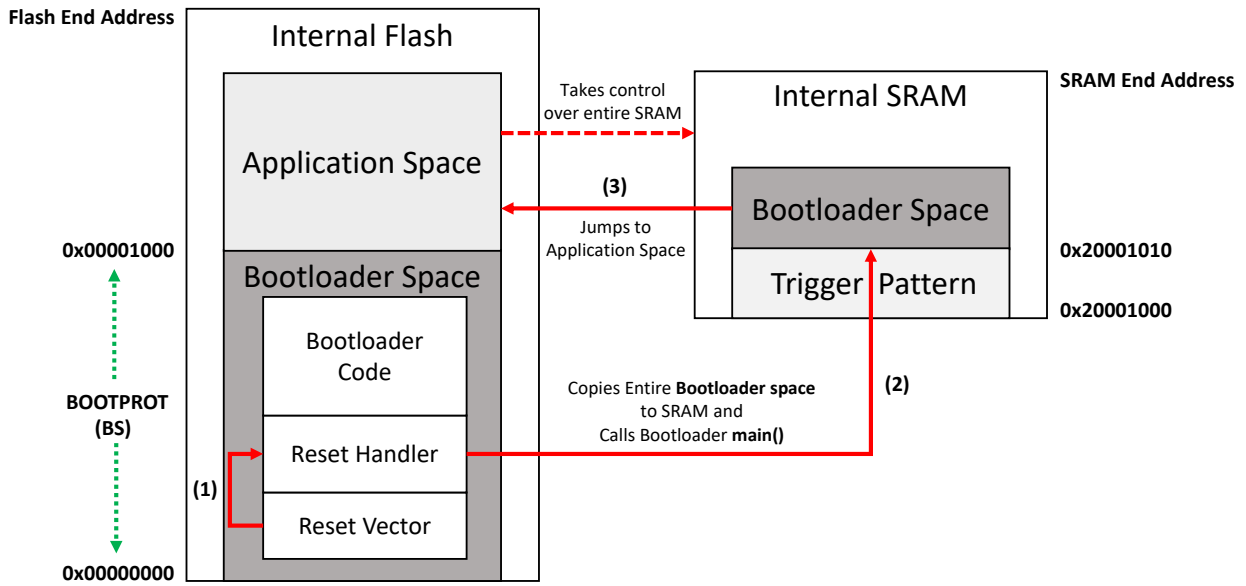 Flash End Address
Internal Flash
Application Space
0x00001000
Bootloader Space
Bootloader
Code
BOOTPROT
(BS)
Reset Handler
(1)
Reset Vector
0x00000000
Takes control
over entire SRAM
(3)
Jumps to
Application Space
Copies Entire Bootloader space
to SRAM and
Calls Bootloader main()
(2)
Internal SRAM
SRAM End Address
Bootloader Space
0x20001010
Trigger Pattern
0x20001000